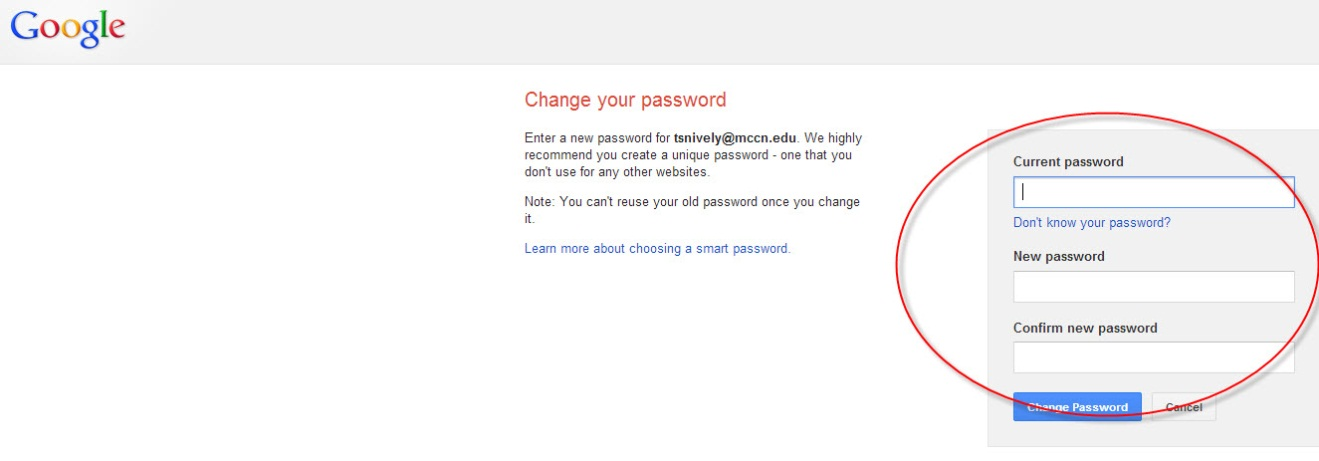 Google
Change your password
Enter a new password for tsnively@mccn.edu. We highly
recommend you create a unique password - one that you
don't use for any other websites.
Note: You can't reuse your old password once you change
it.
Learn more about choosing a smart password.
Current password
Don't know your password?
New password
Confirm new password
Change Password Cancel